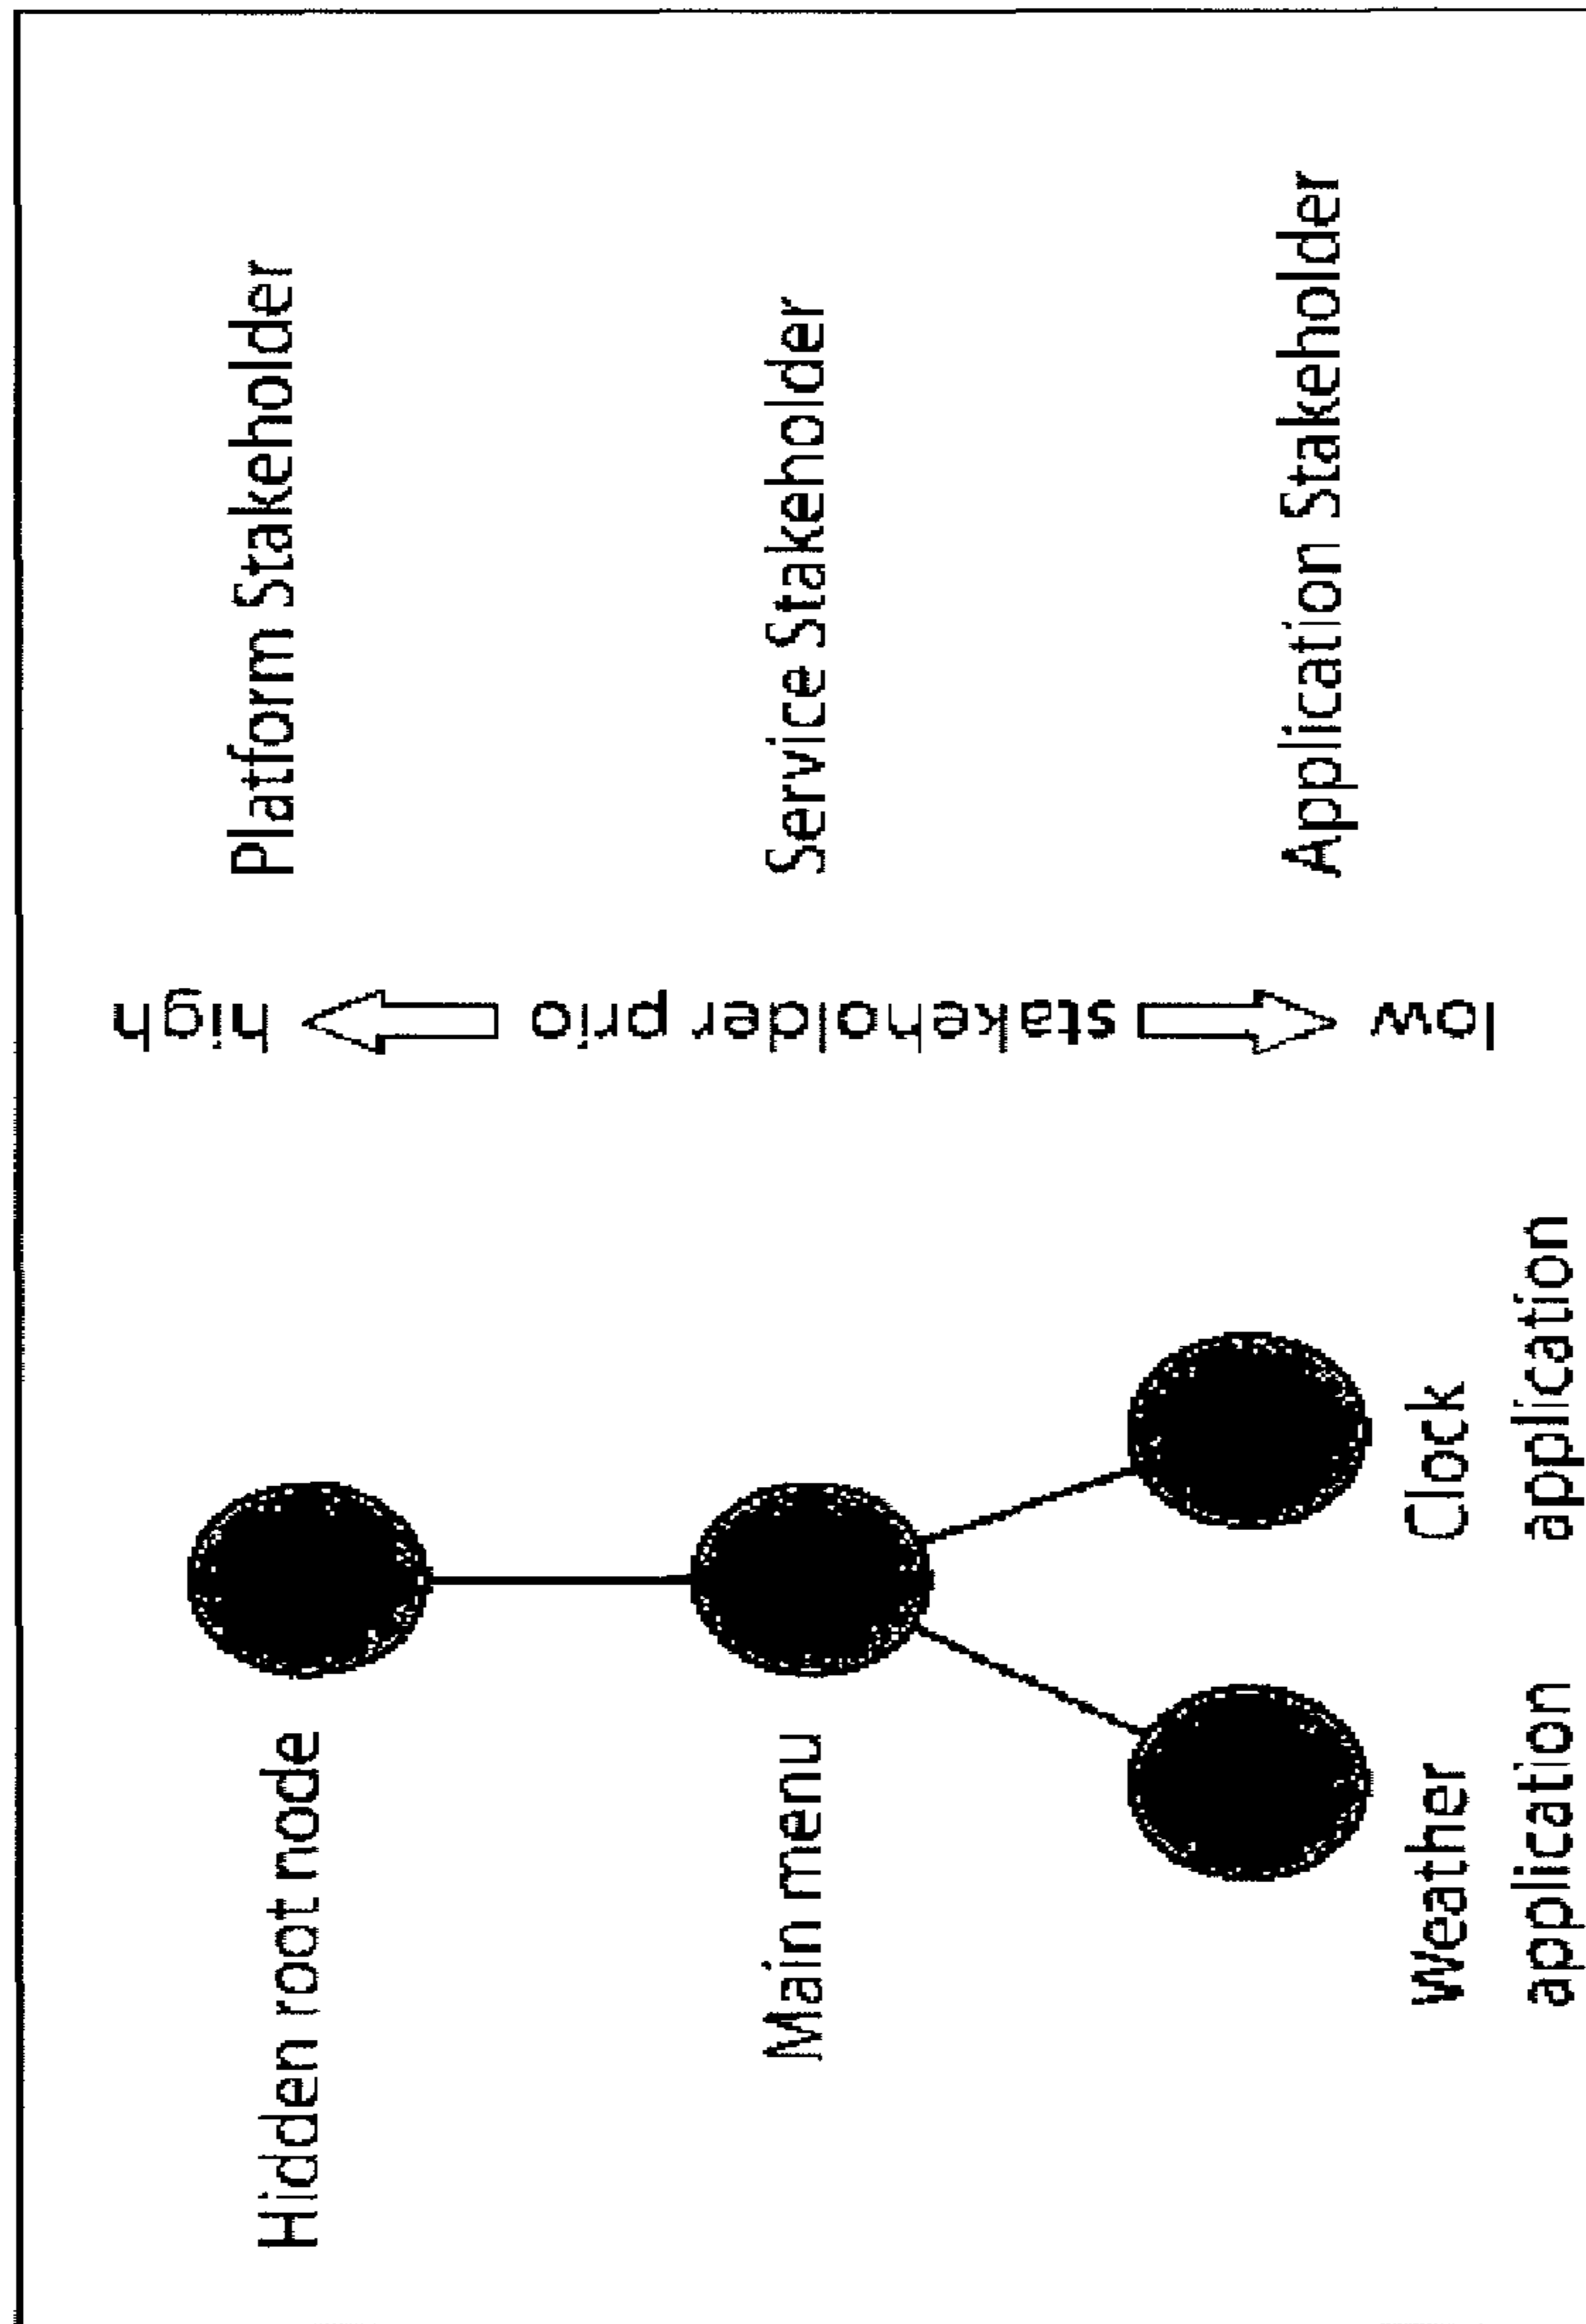 Hidden root node
Platform Stakeholder
high
stakeholder prio
low
Main menu
Service Stakeholder
Weather
application
Clock
application
Application Stakeholder